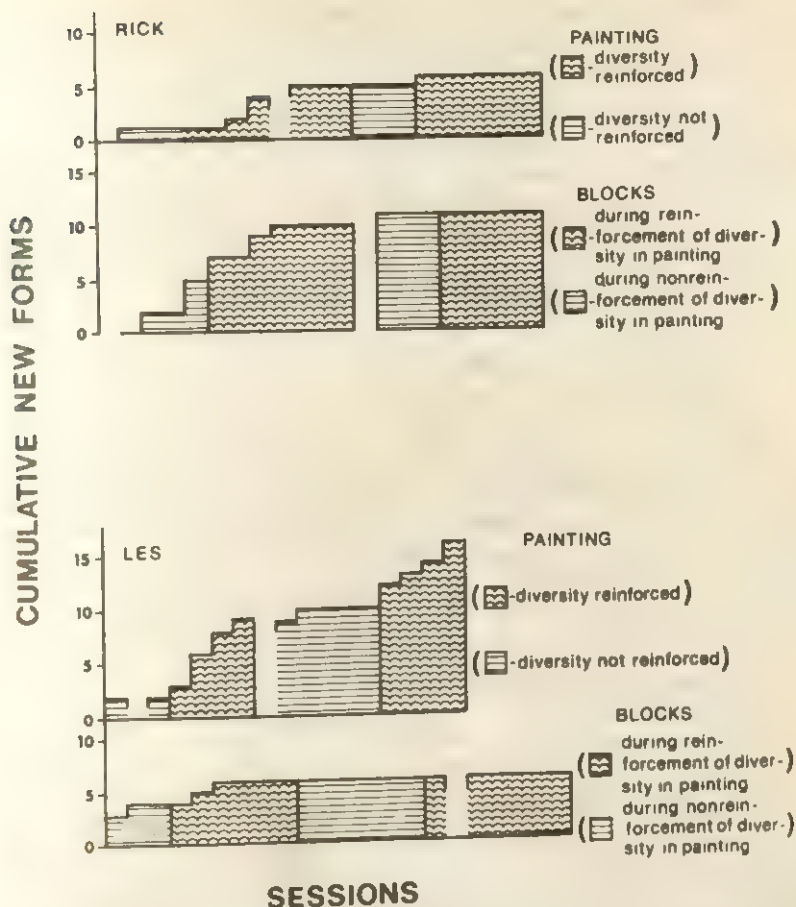 CUMULATIVE NEW FORMS
RICK
10
5
0
PAINTING
( -diversity
reinforced )
( -diversity not
reinforced )
15
10
5
0
BLOCKS
during rein-
( -forcement of diver- )
sity in painting
during nonrein-
( -forcement of diver- )
sity in painting
LES
15
10
5
0
PAINTING
( -diversity reinforced )
( -diversity not reinforced )
10
5
0
BLOCKS
during rein-
( -forcement of diver- )
sity in painting
during nonrein-
( -forcement of diver- )
sity in painting
SESSIONS